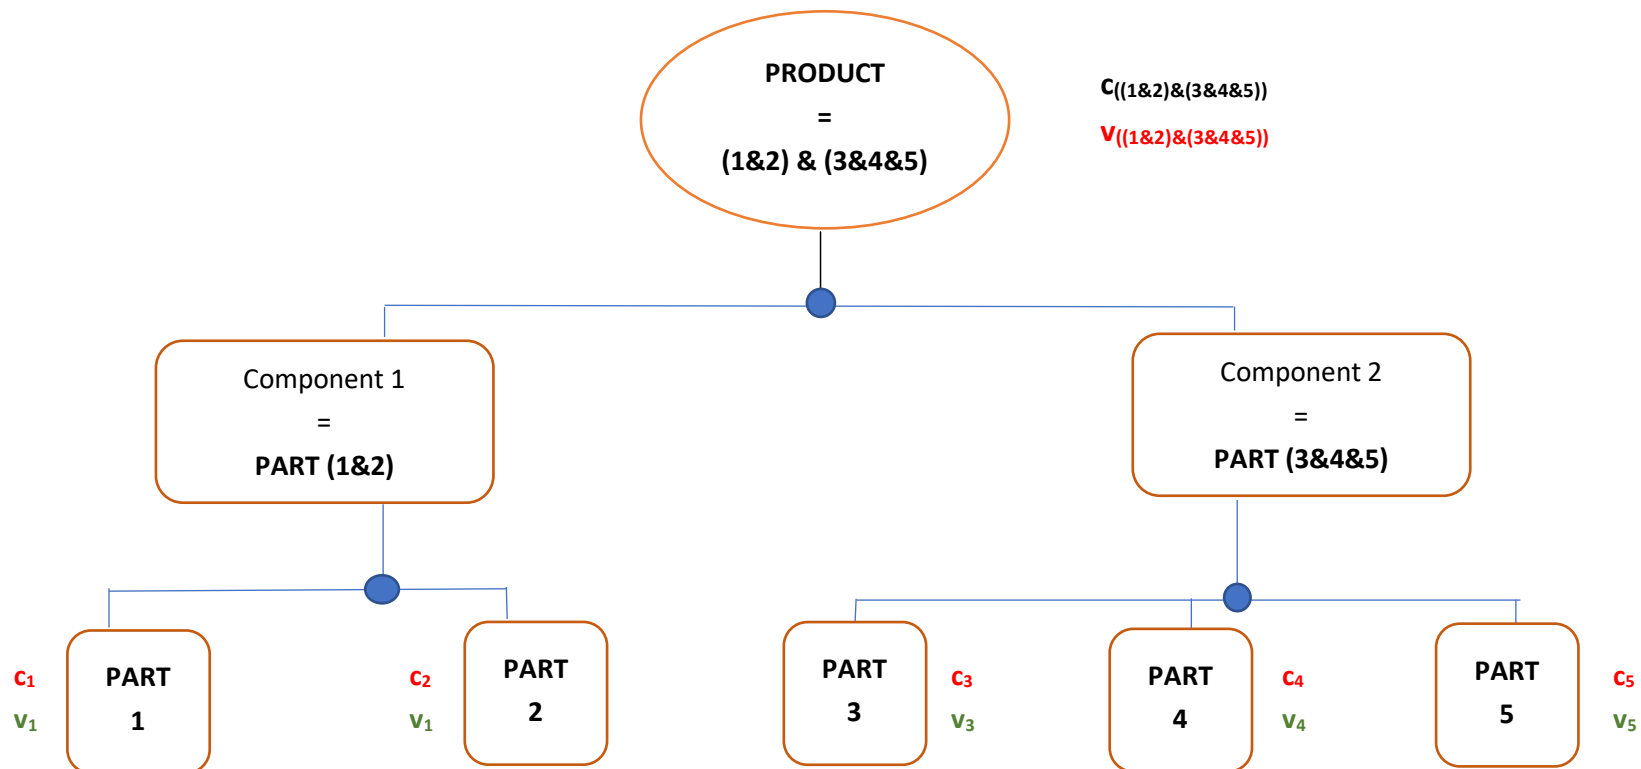 PRODUCT
=
(1&2) & (3&4&5)
c((1&2)&(3&4&5))
v((1&2)&(3&4&5))
Component 1
=
PART (1&2)
Component 2
=
PART (3&4&5)
c1
v1
PART
1
c2
v1
PART
2
PART
3
c3
v3
PART
4
c4
v4
PART
5
c5
v5